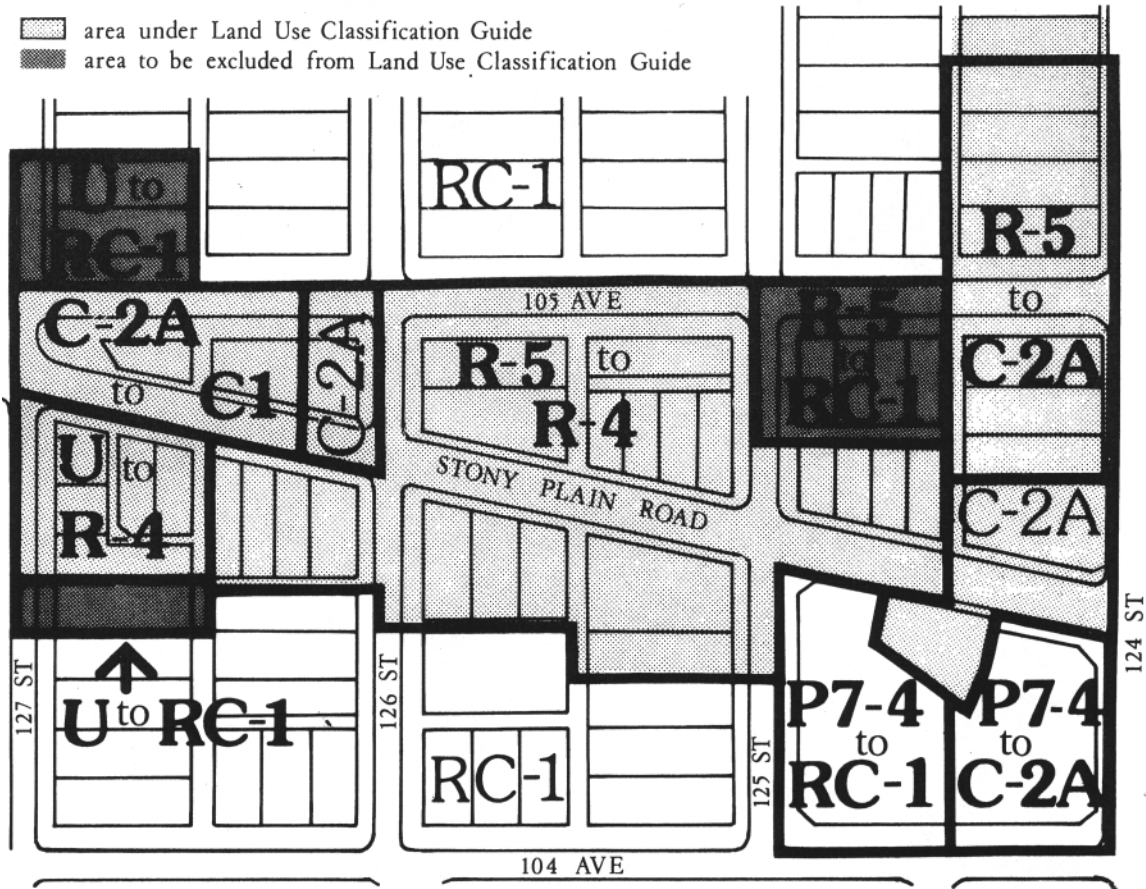 area under Land Use Classification Guide
area to be excluded from Land Use Classification Guide
U to
RC-1
RC-1
R-5
to
C-2A
C-2A
to
C1
C-2A
105 AVE
R-5 to
R-4
R-5
to
RC-1
STONY PLAIN ROAD
U to
R-4
C-2A
U to RC-1
RC-1
P7-4
to
RC-1
P7-4
to
C-2A
127 ST
126 ST
125 ST
124 ST
104 AVE